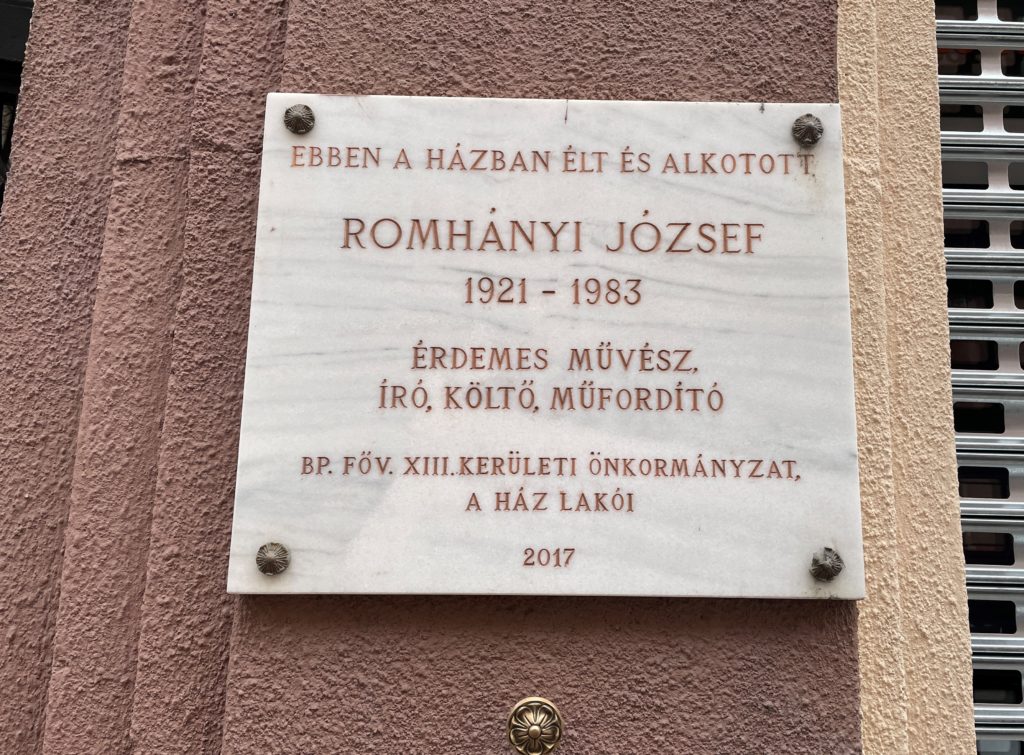 EBBEN A HÁZBAN ÉLT ÉS ALKOTOTT
ROMHÁNYI JÓZSEF
1921 - 1983
ÉRDEMES MŰVÉSZ,
ÍRÓ, KÖLTŐ, MŰFORDÍTÓ
BP. FŐV. XIII.KERÜLETI ÖNKORMÁNYZAT,
A HÁZ LAKÓI
2017